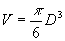 V = π/6 D³